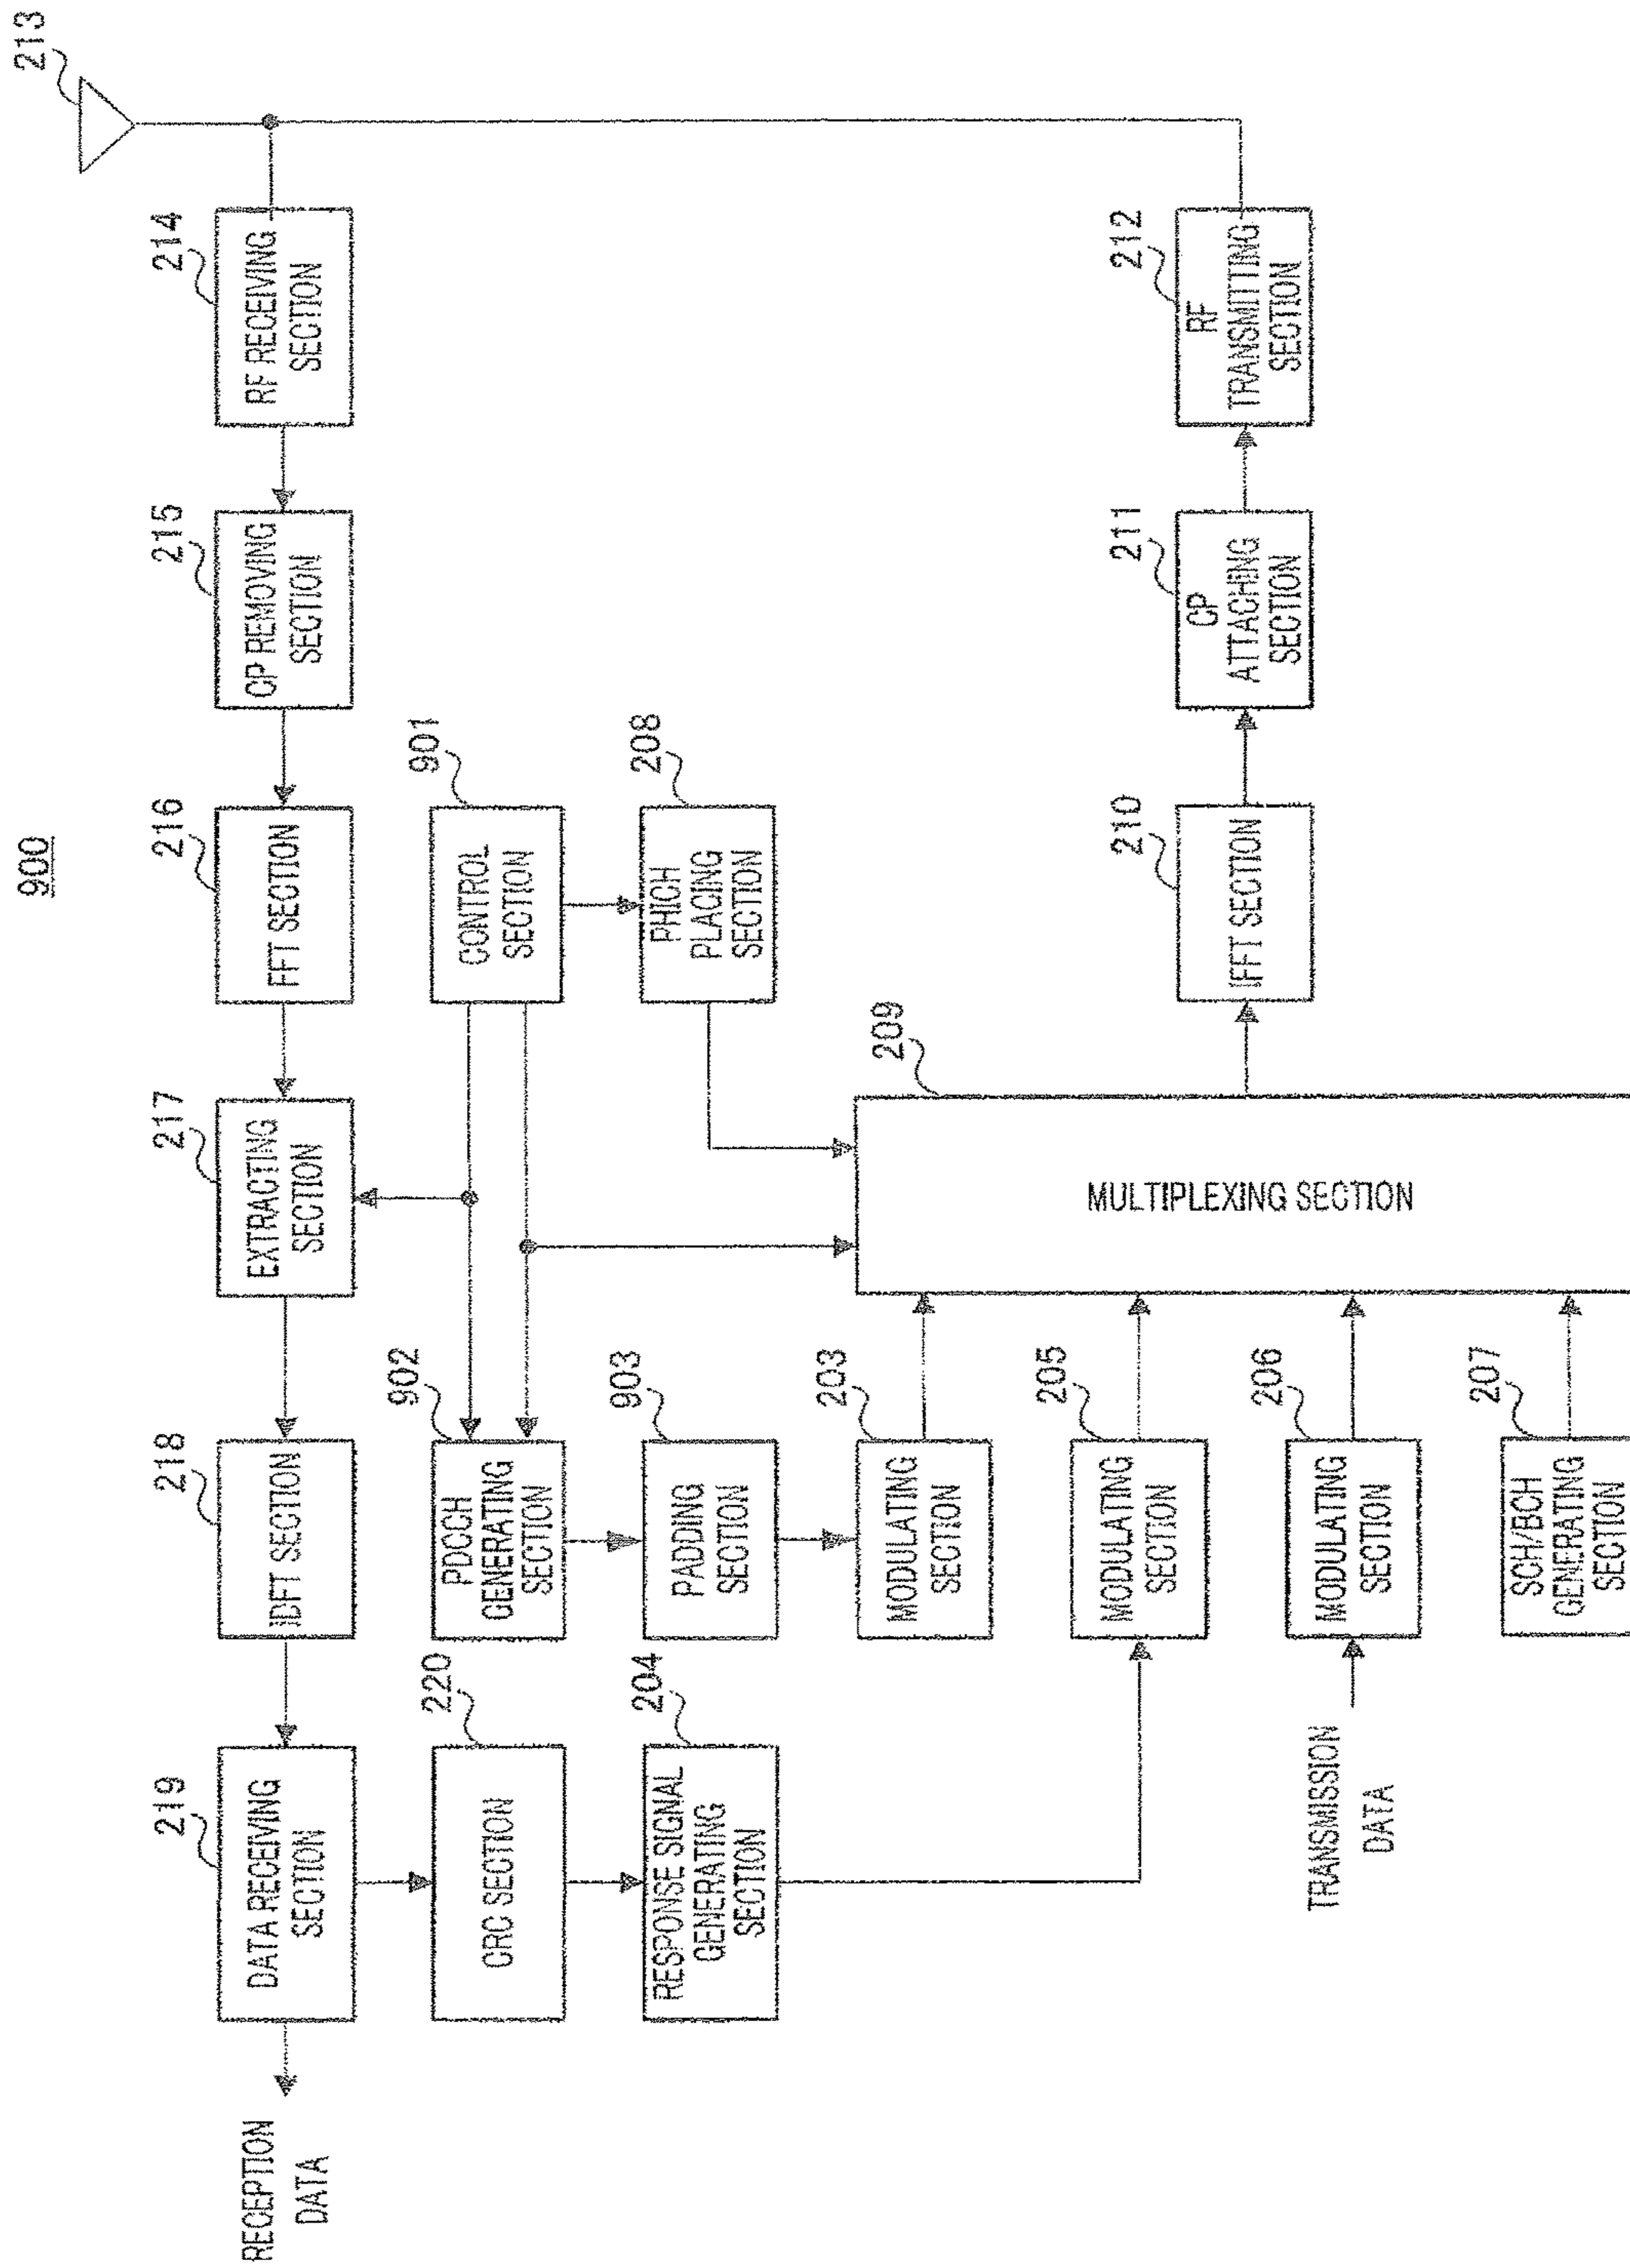 900
RECEPTION
DATA
219
DATA RECEIVING
SECTION
218
IDFT SECTION
217
EXTRACTING
SECTION
216
FFT SECTION
215
CP REMOVING
SECTION
214
RF RECEIVING
SECTION
213
220
CRC SECTION
902
PDCCH
GENERATING
SECTION
901
CONTROL
SECTION
204
RESPONSE SIGNAL
GENERATING
SECTION
903
PADDING
SECTION
208
PHICH
PLACING
SECTION
203
MODULATING
SECTION
209
MULTIPLEXING SECTION
205
MODULATING
SECTION
210
IFFT SECTION
211
CP
ATTACHING
SECTION
212
RF
TRANSMITTING
SECTION
TRANSMISSION
DATA
206
MODULATING
SECTION
207
SCH/BCH
GENERATING
SECTION